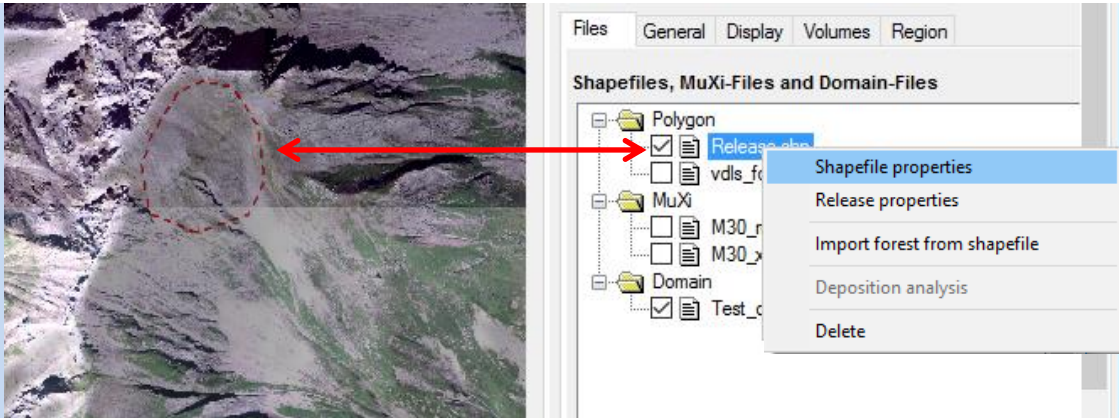 Files General Display Volumes Region
Shapefiles, MuXi-Files and Domain-Files
Polygon
Release.shp
Shapefile properties
Release properties
MuXi
Import forest from shapefile
Domain
Deposition analysis
Delete